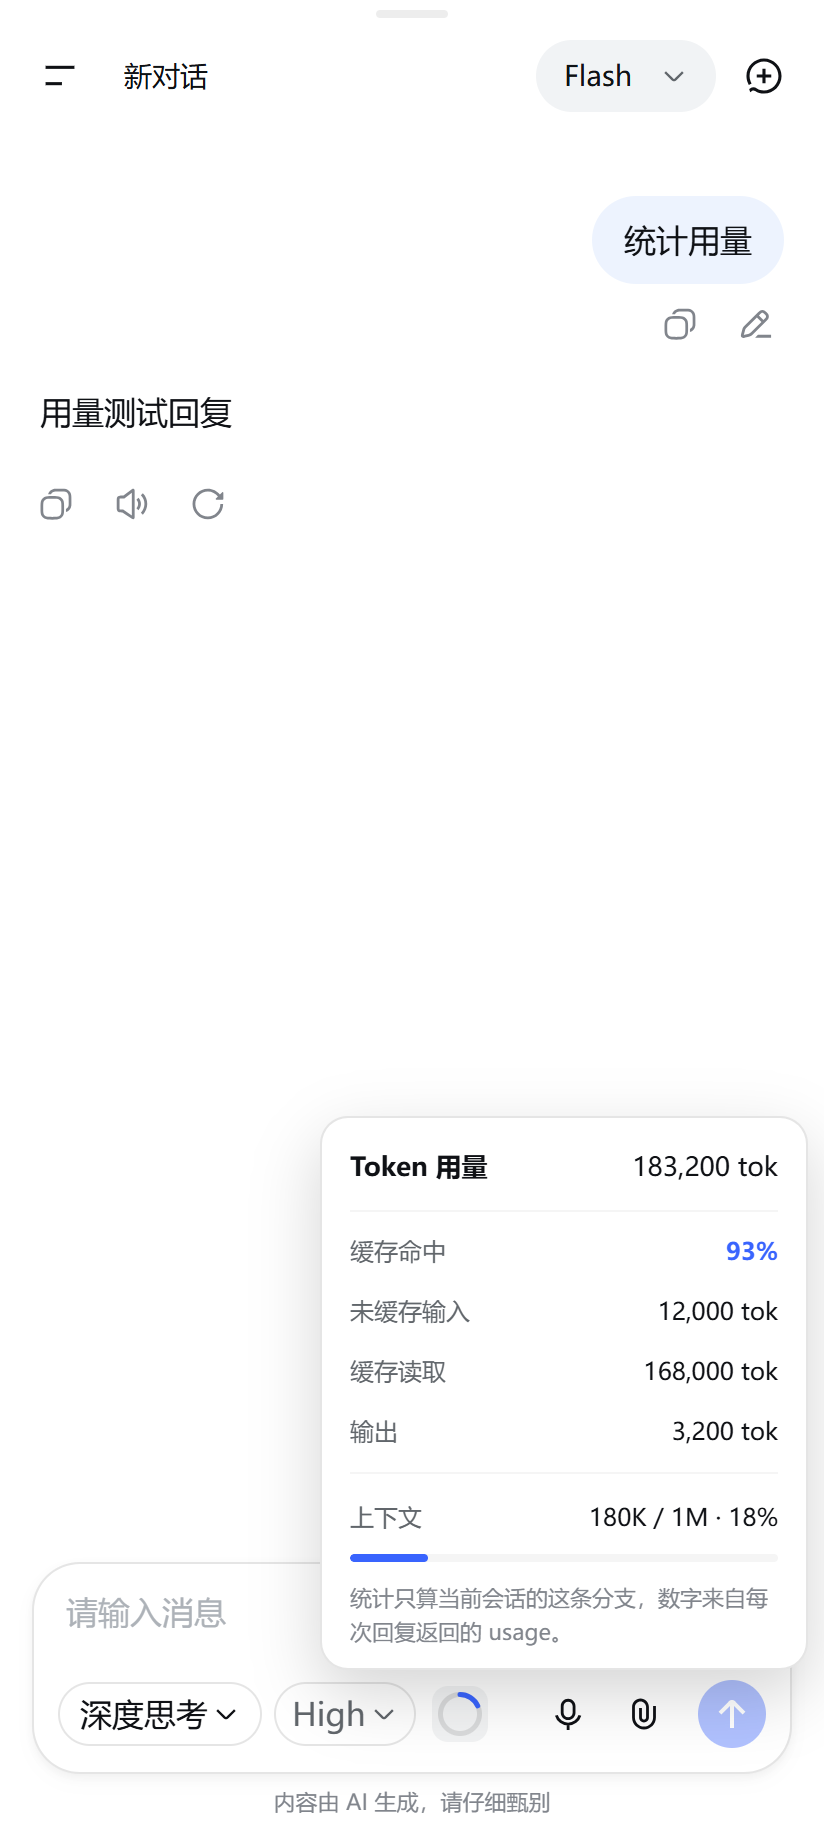 新对话
Flash
统计用量
用量测试回复
Token 用量 183,200 tok
缓存命中 93%
未缓存输入 12,000 tok
缓存读取 168,000 tok
输出 3,200 tok
上下文 180K / 1M · 18%
统计只算当前会话的这条分支，数字来自每
次回复返回的 usage。
请输入消息
深度思考 High
内容由 AI 生成，请仔细甄别